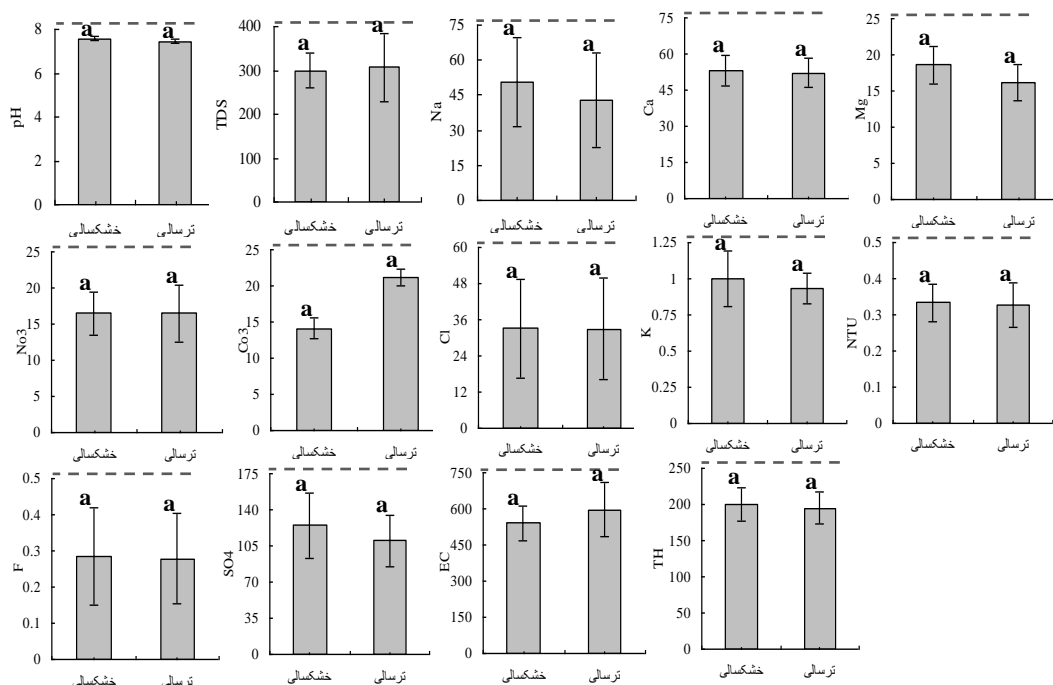 8
6
4
2
0
pH
a
a
خشکسالی
ترسالی
400
300
200
100
0
TDS
a
a
خشکسالی
ترسالی
75
60
45
30
15
0
Na
a
a
خشکسالی
ترسالی
75
60
45
30
15
0
Ca
a
a
خشکسالی
ترسالی
25
20
15
10
5
0
Mg
a
a
خشکسالی
ترسالی
25
20
15
10
5
0
No3
a
a
خشکسالی
ترسالی
25
20
15
10
5
0
Co3
a
a
خشکسالی
ترسالی
60
48
36
24
12
0
Cl
a
a
خشکسالی
ترسالی
1.25
1
0.75
0.5
0.25
0
K
a
a
خشکسالی
ترسالی
0.5
0.4
0.3
0.2
0.1
0
NTU
a
a
خشکسالی
ترسالی
0.5
0.4
0.3
0.2
0.1
0
F
a
a
خشکسالی
ترسالی
175
140
105
70
35
0
SO4
a
a
خشکسالی
ترسالی
750
600
450
300
150
0
EC
a
a
خشکسالی
ترسالی
250
200
150
100
50
0
TH
a
a
خشکسالی
ترسالی